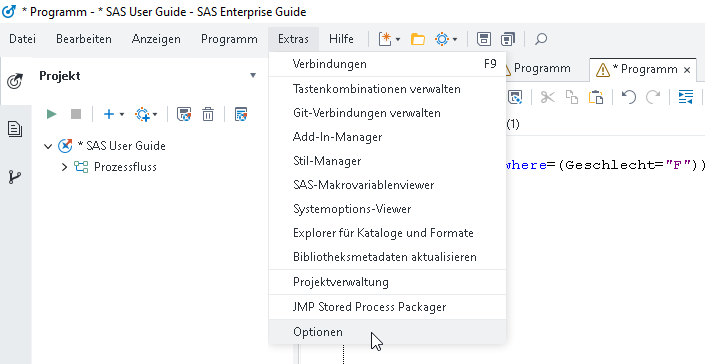 * Programm - * SAS User Guide - SAS Enterprise Guide
Datei Bearbeiten Anzeigen Programm Extras Hilfe
Projekt
* SAS User Guide
Prozessfluss
Verbindungen F9
Tastenkombinationen verwalten
Git-Verbindungen verwalten
Add-In-Manager
Stil-Manager
SAS-Makrovariablenviewer
Systemoptions-Viewer
Explorer für Kataloge und Formate
Bibliotheksmetadaten aktualisieren
Projektverwaltung
JMP Stored Process Packager
Optionen
Programm * Programm ×
(1)
where=(Geschlecht="F"))